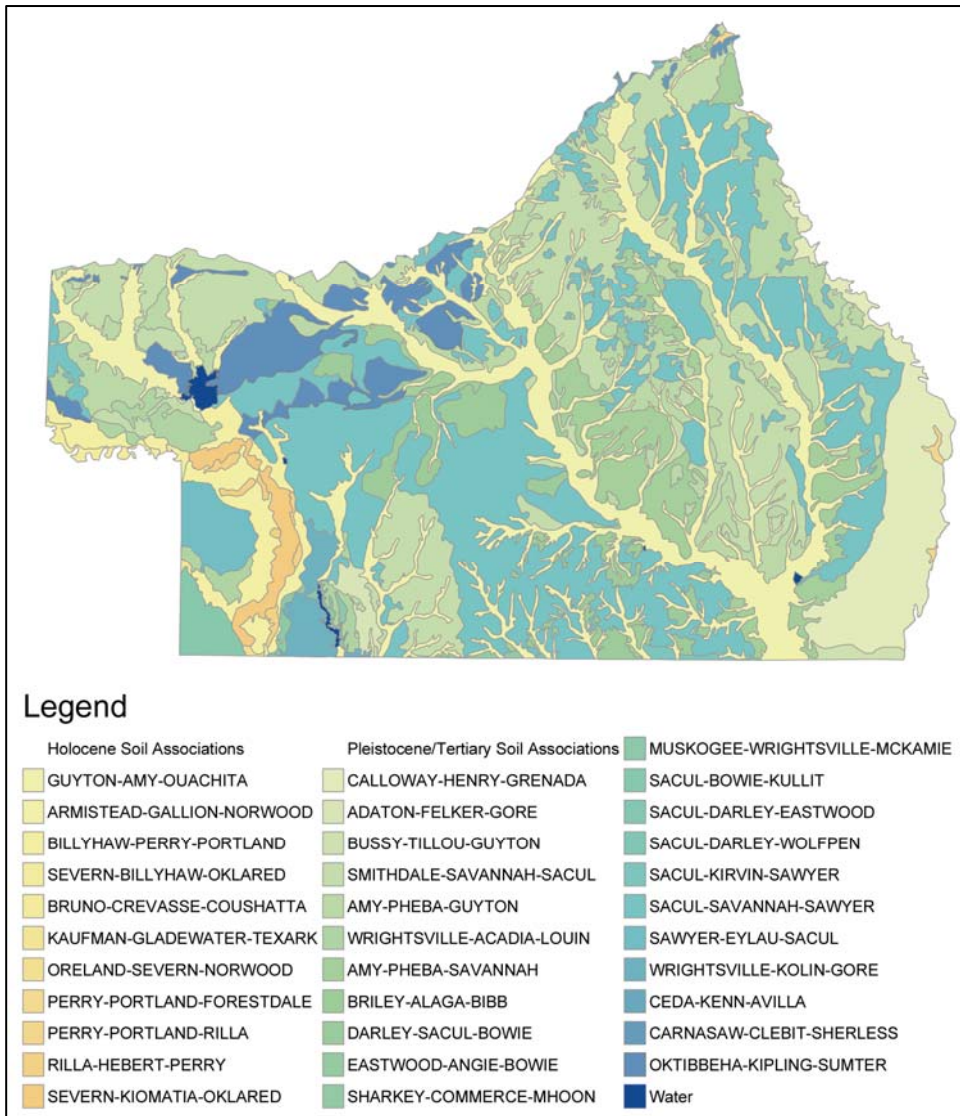 Legend
Holocene Soil Associations
GUYTON-AMY-OUACHITA
ARMISTEAD-GALLION-NORWOOD
BILLYHAW-PERRY-PORTLAND
SEVERN-BILLYHAW-OKLARED
BRUNO-CREVASSE-COUSHATTA
KAUFMAN-GLADEWATER-TEXARK
ORELAND-SEVERN-NORWOOD
PERRY-PORTLAND-FORESTDALE
PERRY-PORTLAND-RILLA
RILLA-HEBERT-PERRY
SEVERN-KIOMATIA-OKLARED
Pleistocene/Tertiary Soil Associations
CALLOWAY-HENRY-GRENADA
ADATON-FELKER-GORE
BUSSY-TILLOU-GUYTON
SMITHDALE-SAVANNAH-SACUL
AMY-PHEBA-GUYTON
WRIGHTSVILLE-ACADIA-LOUIN
AMY-PHEBA-SAVANNAH
BRILEY-ALAGA-BIBB
DARLEY-SACUL-BOWIE
EASTWOOD-ANGIE-BOWIE
SHARKEY-COMMERCE-MHOON
MUSKOGEE-WRIGHTSVILLE-MCKAMIE
SACUL-BOWIE-KULLIT
SACUL-DARLEY-EASTWOOD
SACUL-DARLEY-WOLFPEN
SACUL-KIRVIN-SAWYER
SACUL-SAVANNAH-SAWYER
SAWYER-EYLAU-SACUL
WRIGHTSVILLE-KOLIN-GORE
CEDA-KENN-AVILLA
CARNASAW-CLEBIT-SHERLESS
OKTIBBEHA-KIPLING-SUMTER
Water